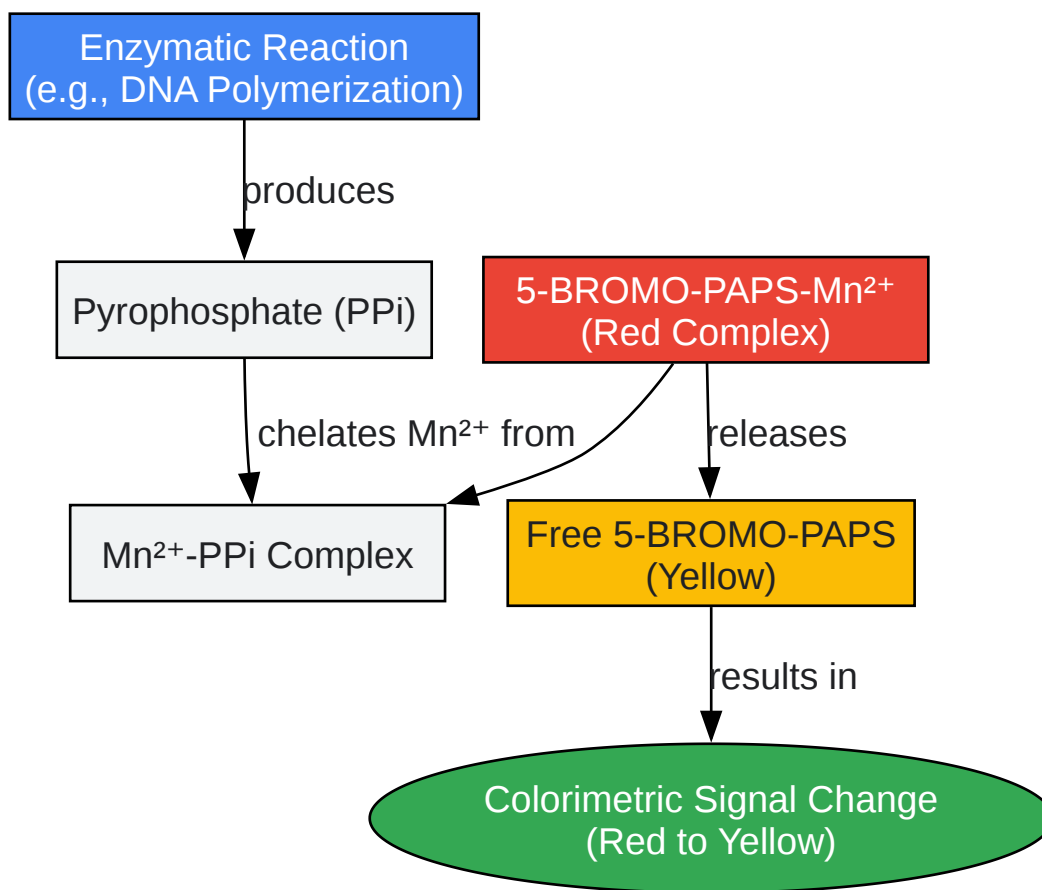 Enzymatic Reaction
(e.g., DNA Polymerization)
produces
Pyrophosphate (PPi)
5-BROMO-PAPS-Mn²⁺
(Red Complex)
chelates Mn²⁺ from
releases
Mn²⁺-PPi Complex
Free 5-BROMO-PAPS
(Yellow)
results in
Colorimetric Signal Change
(Red to Yellow)